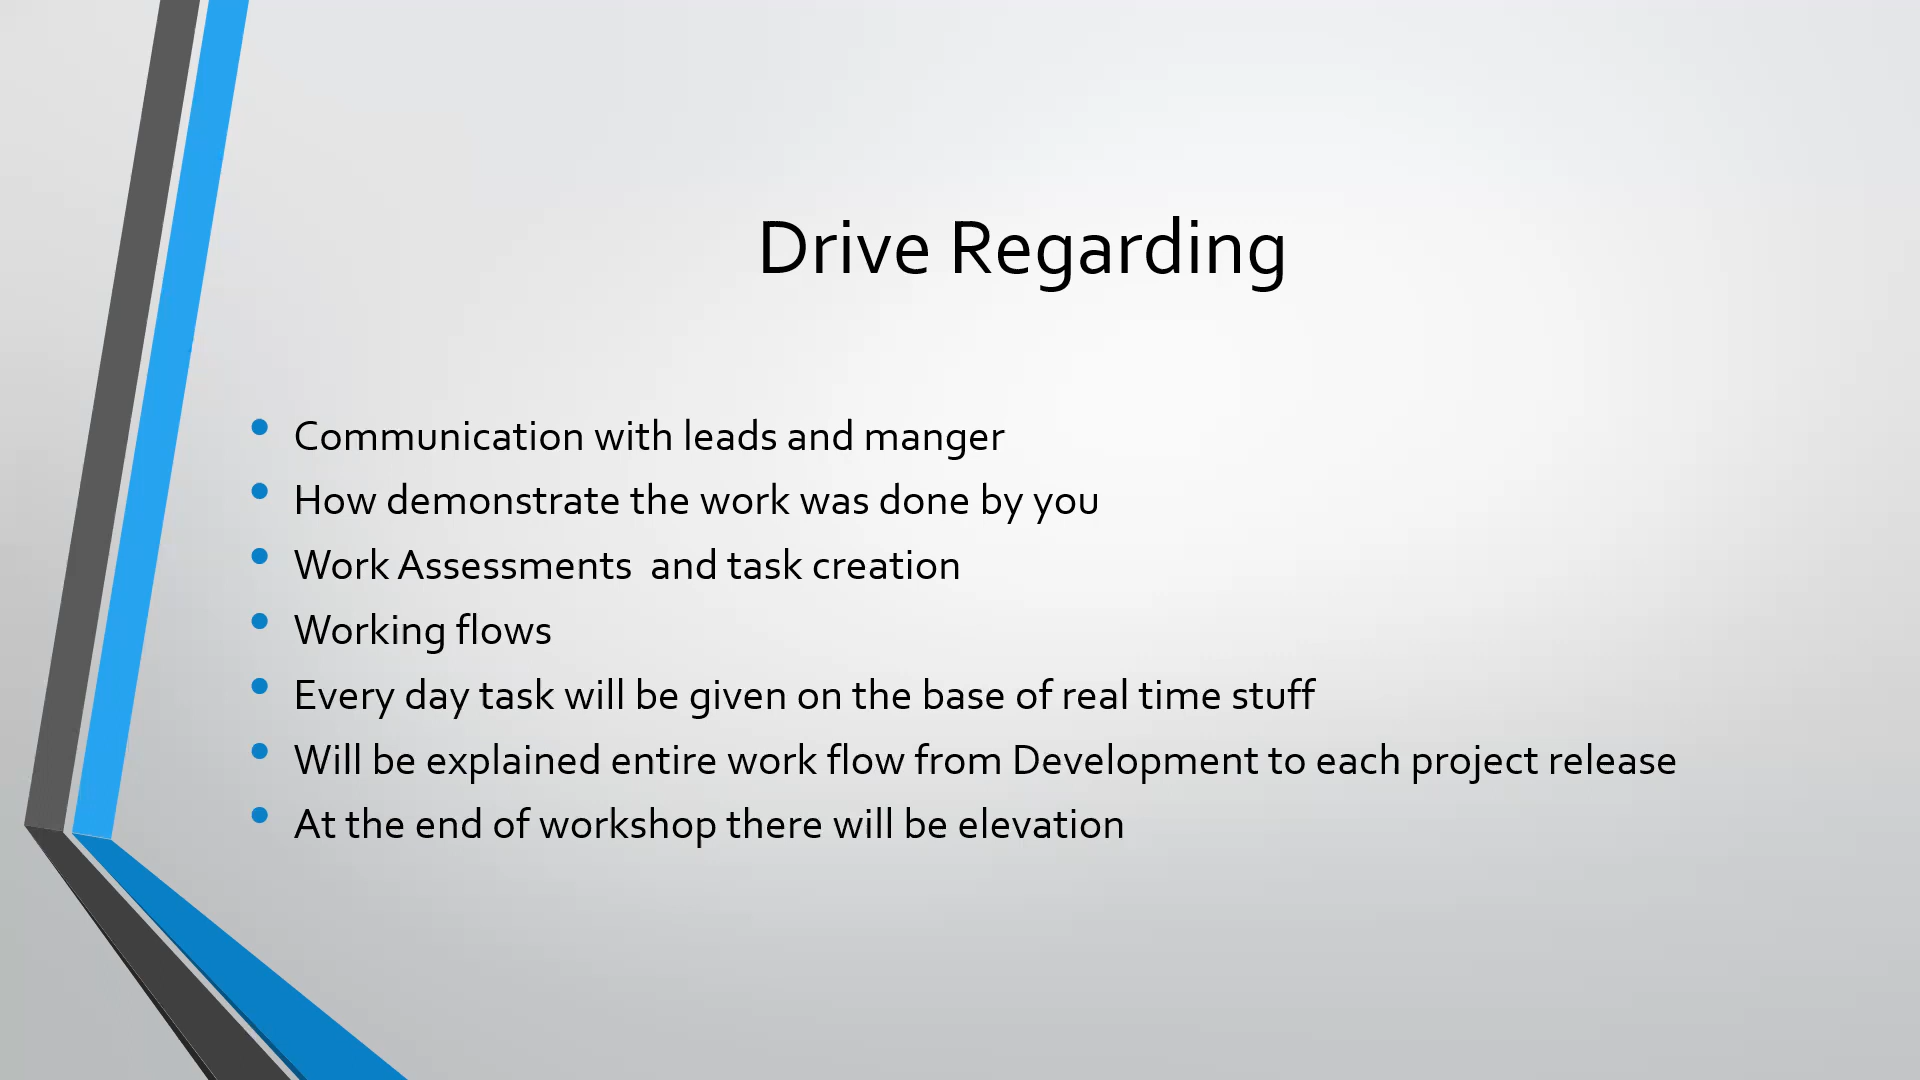 Drive Regarding
• Communication with leads and manger
• How demonstrate the work was done by you
• Work Assessments  and task creation
• Working flows
• Every day task will be given on the base of real time stuff
• Will be explained entire work flow from Development to each project release
• At the end of workshop there will be elevation